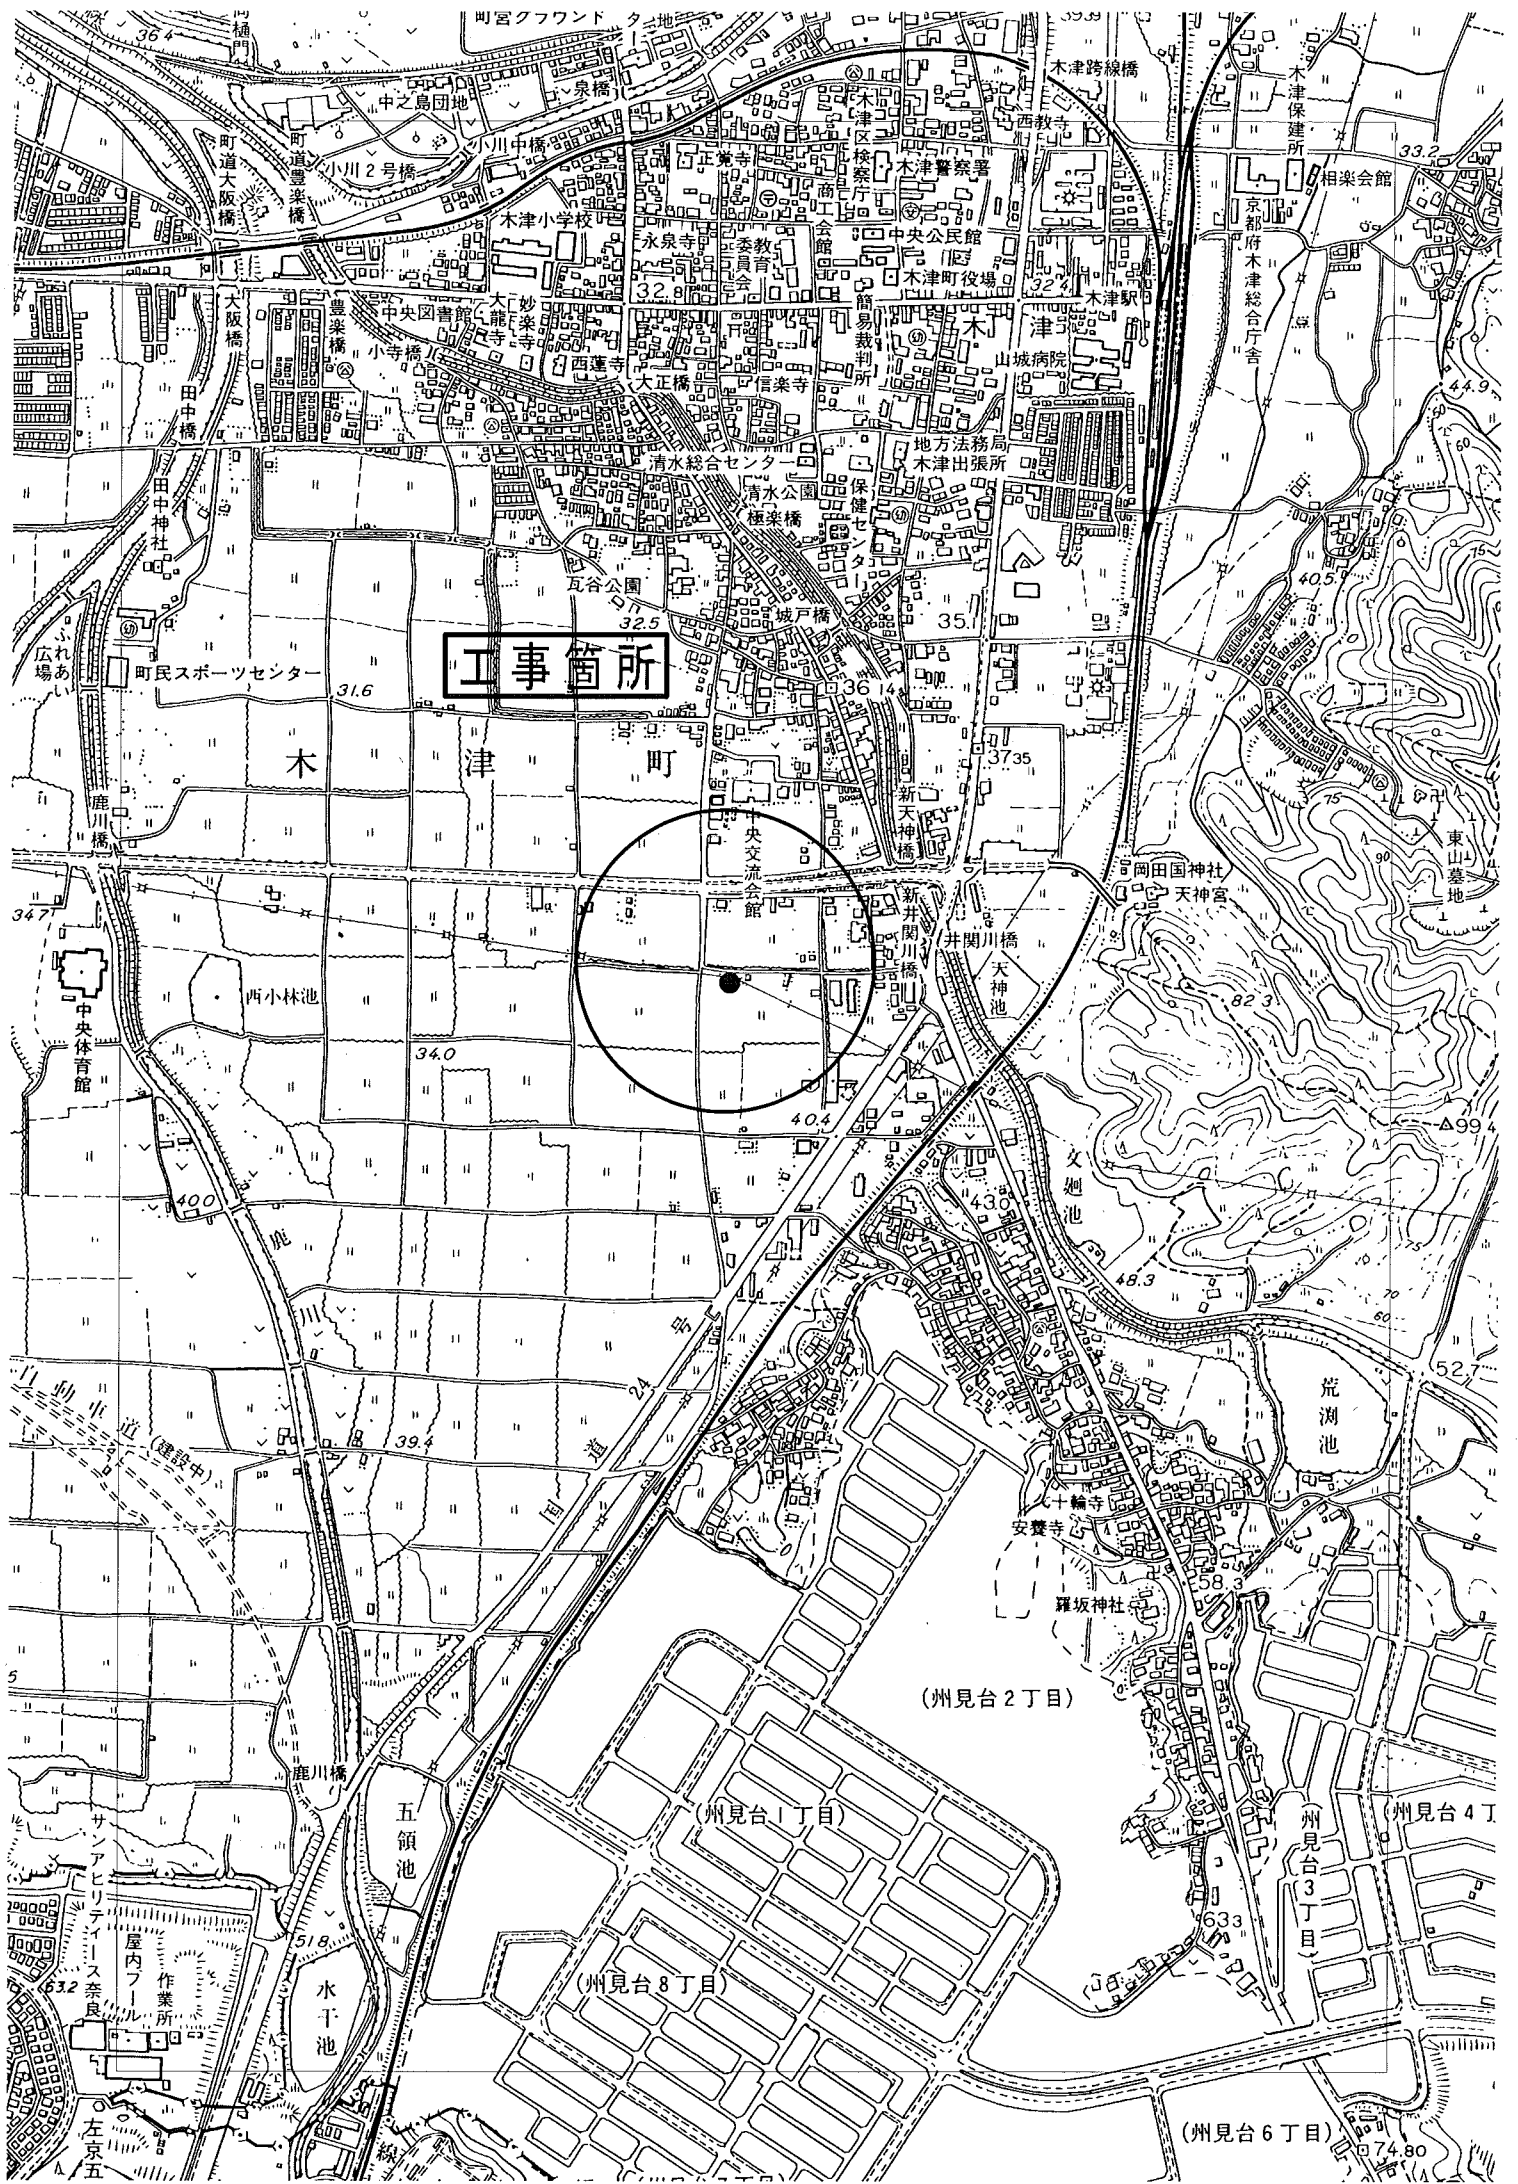 町営グラウンド
36.4
木津跨線橋
木津保建所
中之島団地
泉橋
木津区検察庁
西教寺
33.2
町道大阪橋
町道豊楽橋
小川中橋
小川2号橋
正覚寺
木津警察署
相楽会館
商工会館
木津小学校
永泉寺
教育委員会
中央公民館
京都府木津総合庁舎
32.8
木津町役場
32.4
木津駅
大阪橋
豊楽橋
中央図書館
大龍寺
妙楽寺
簡易裁判所
木津
小寺橋
西蓮寺
大正橋
信楽寺
山城病院
44.9
田中橋
地方法務局
木津出張所
清水総合センター
田中神社
清水公園
保健センター
極楽橋
瓦谷公園
40.5
城戸橋
32.5
35.1
ふれあい広場
工事箇所
町民スポーツセンター
31.6
36.14
木津町
37.35
新天神橋
鹿川橋
中央交流会館
75
90
東山墓地
岡田国神社
天神宮
34.7
新井関川橋
井関川橋
天神池
西小林池
82.3
中央体育館
34.0
40.4
99.4
文廻池
40.0
43.0
鹿川
48.3
75
70
60
国道24号
52.7
荒渕池
道(建設中)
39.4
十輪寺
安養寺
58.3
羅坂神社
(州見台2丁目)
鹿川橋
五領池
(州見台1丁目)
(州見台3丁目)
(州見台4丁
サンアビリティーズ奈良
屋内プール
作業所
51.8
63.3
63.2
水干池
(州見台8丁目)
左京五
線
(州見台6丁目)
74.80